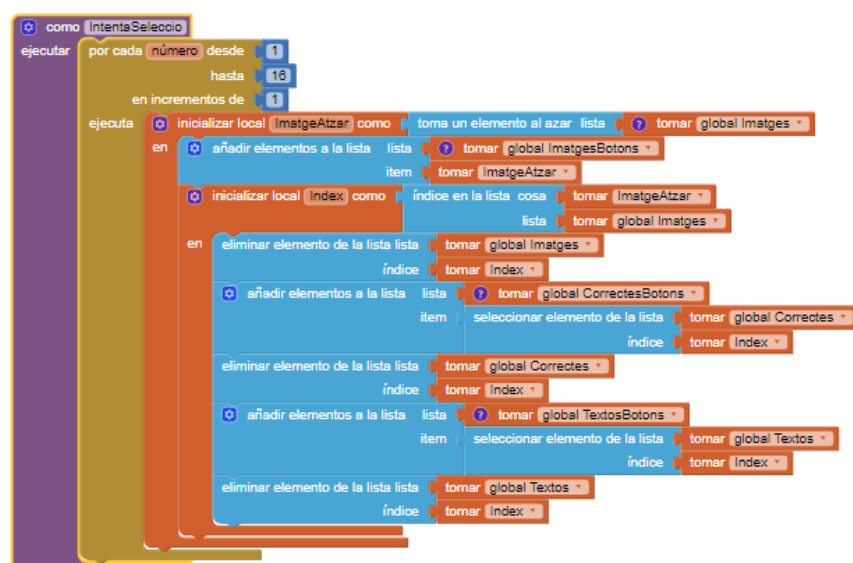 como IntentaSeleccio
ejecutar por cada número desde 1
hasta 16
en incrementos de 1
ejecuta inicializar local ImatgeAtzar como toma un elemento al azar lista ? tomar global Imatges
en añadir elementos a la lista lista ? tomar global ImatgesBotons
item tomar ImatgeAtzar
inicializar local Index como índice en la lista cosa tomar ImatgeAtzar
lista tomar global Imatges
en eliminar elemento de la lista lista tomar global Imatges
índice tomar Index
añadir elementos a la lista lista ? tomar global CorrectesBotons
item seleccionar elemento de la lista tomar global Correctes
índice tomar Index
eliminar elemento de la lista lista tomar global Correctes
índice tomar Index
añadir elementos a la lista lista ? tomar global TextosBotons
item seleccionar elemento de la lista tomar global Textos
índice tomar Index
eliminar elemento de la lista lista tomar global Textos
índice tomar Index